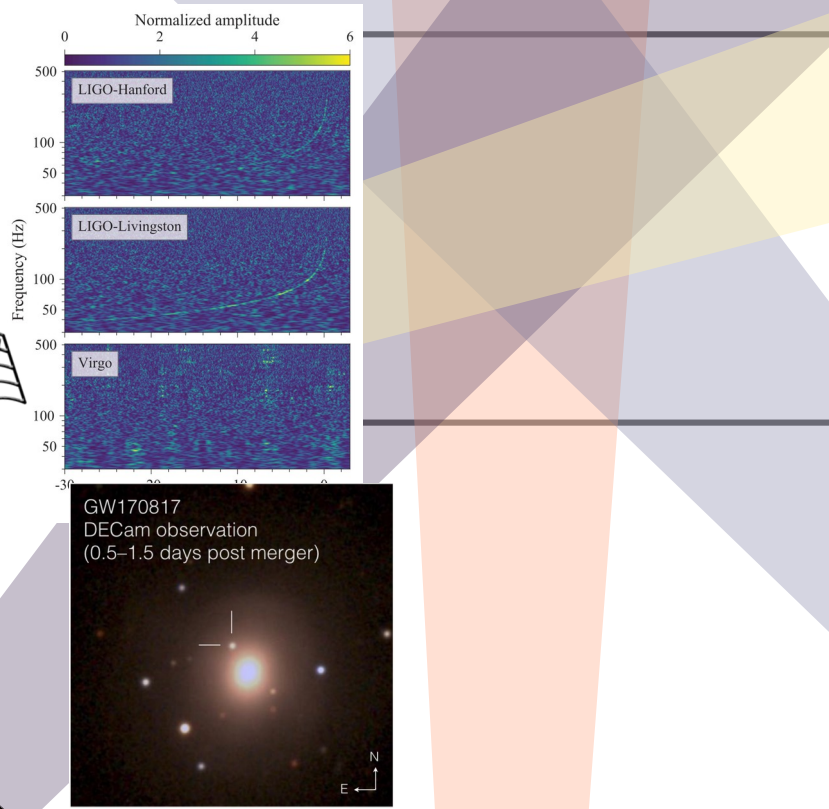 Normalized amplitude
0 2 4 6
500
LIGO-Hanford
100
50
500
LIGO-Livingston
100
50
Frequency (Hz)
500
Virgo
100
50
GW170817
DECam observation
(0.5–1.5 days post merger)
N
E